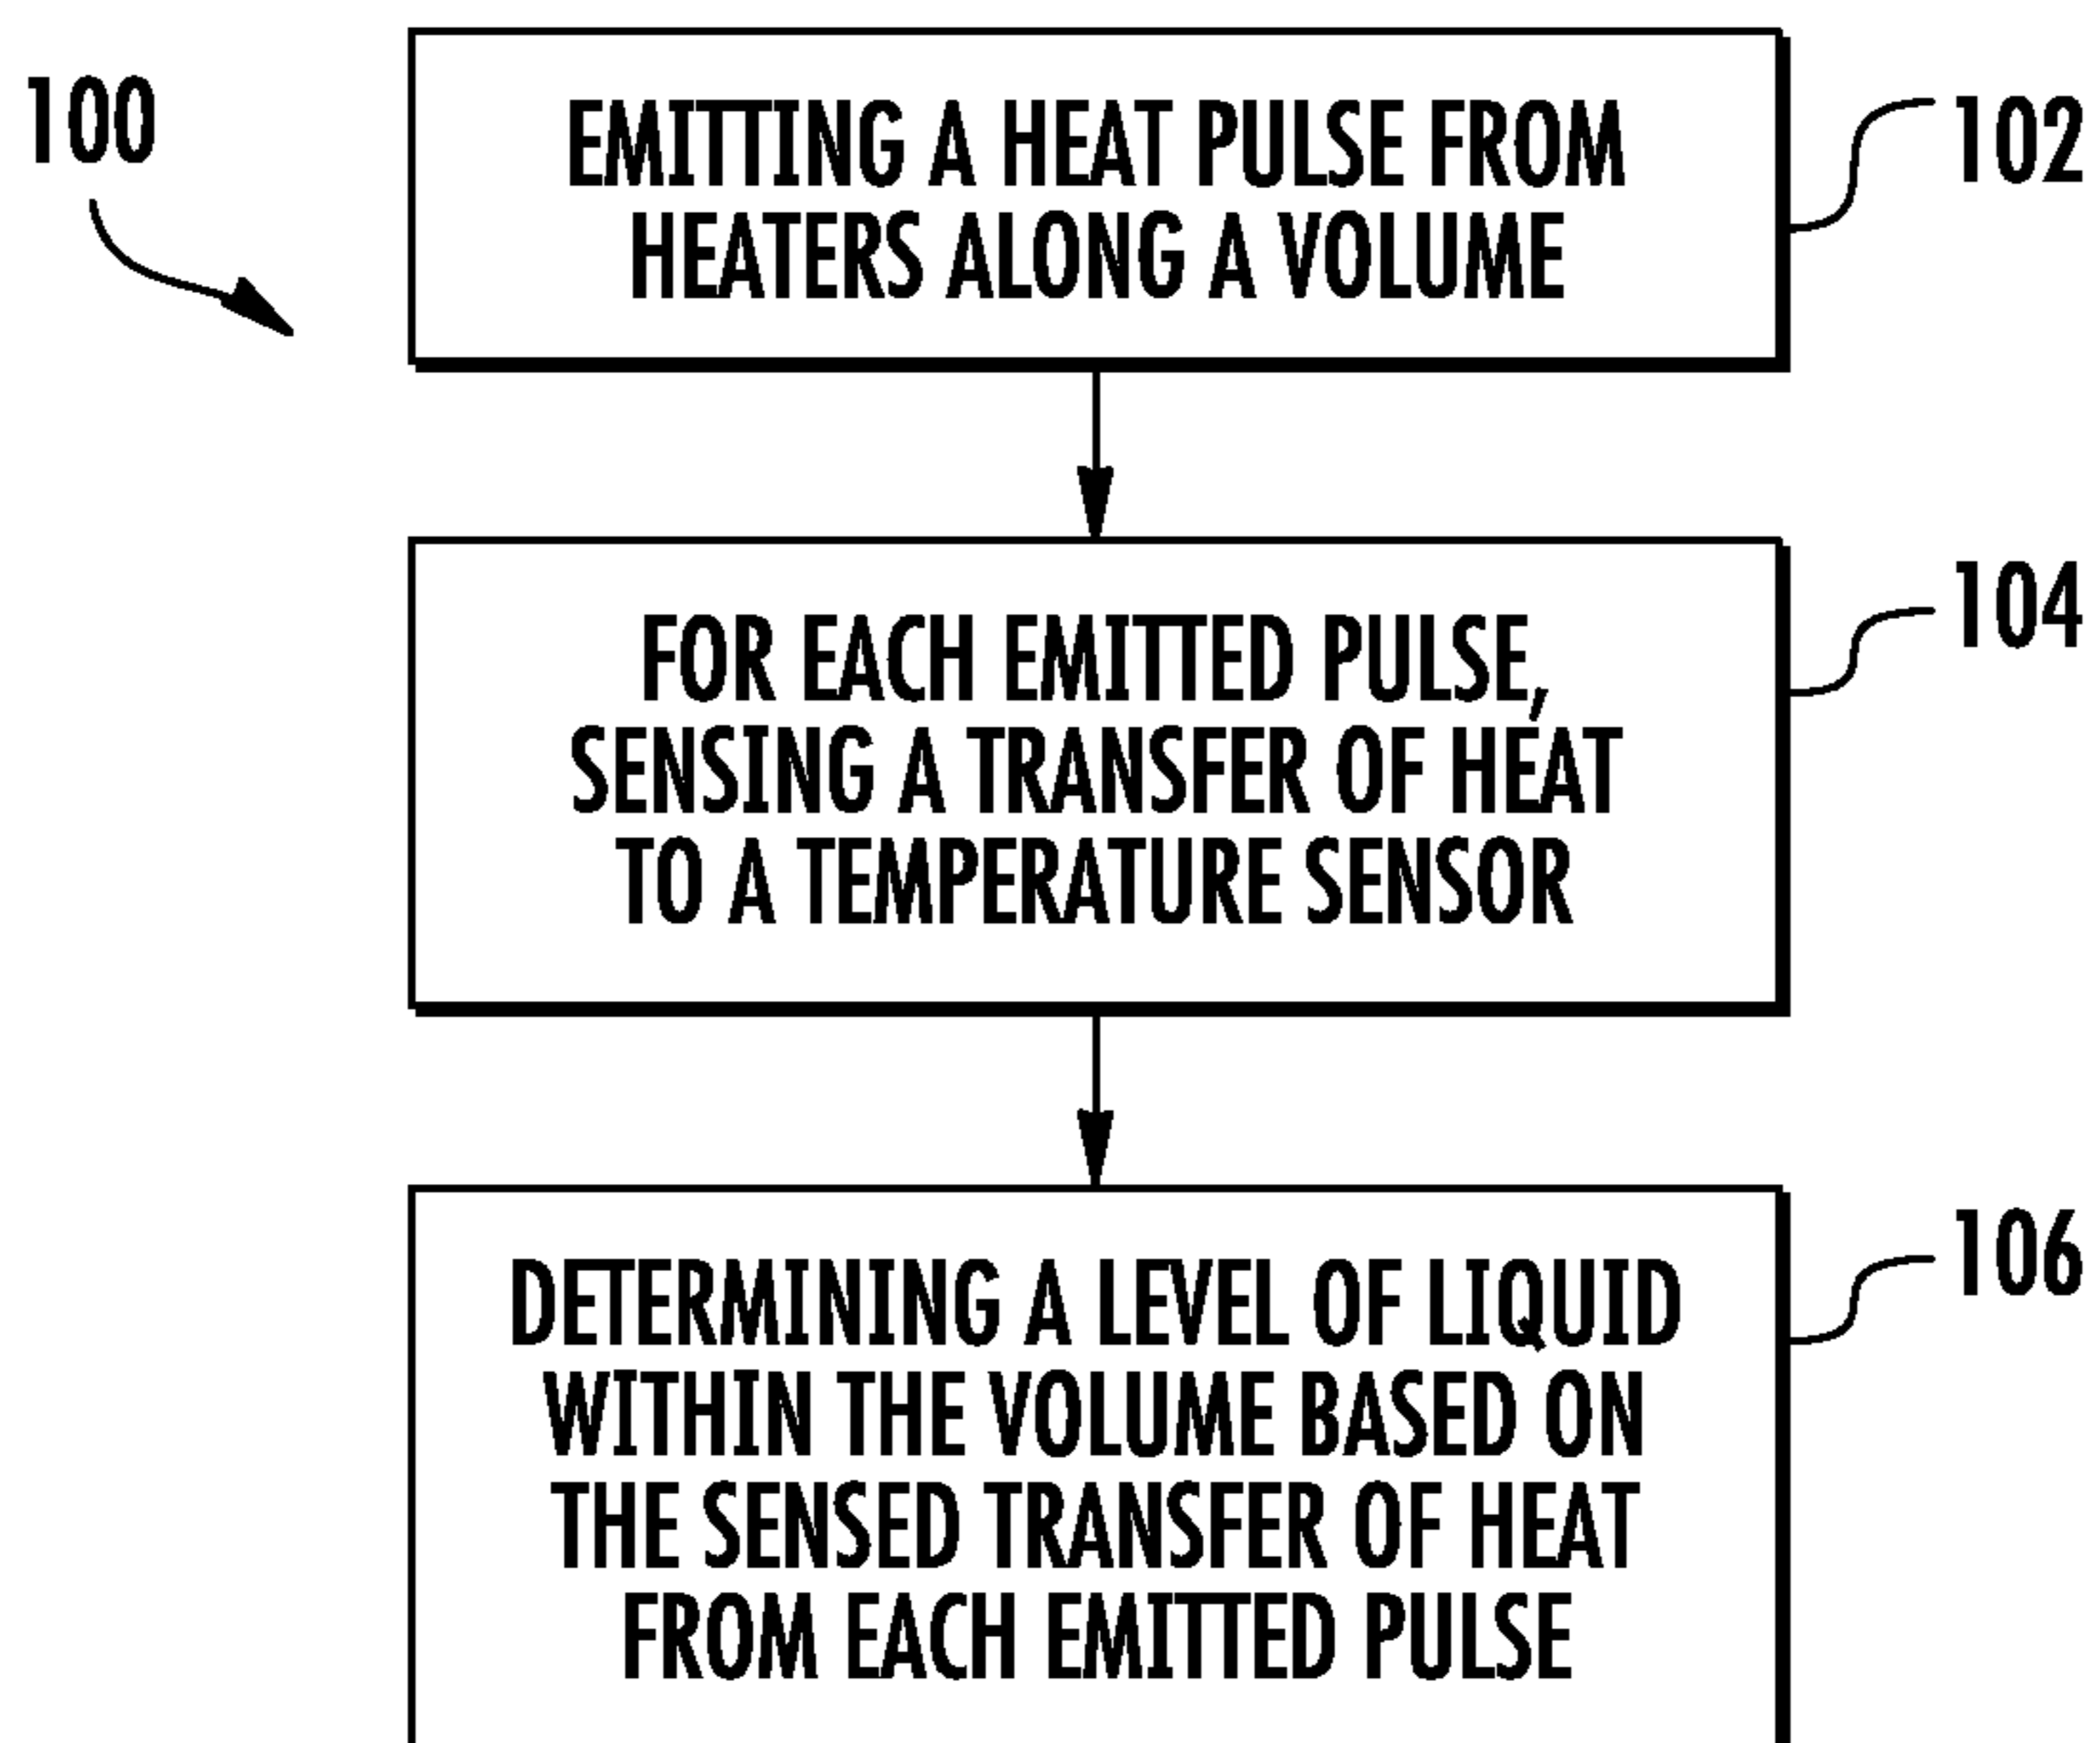 100
EMITTING A HEAT PULSE FROM
HEATERS ALONG A VOLUME
102
FOR EACH EMITTED PULSE,
SENSING A TRANSFER OF HEAT
TO A TEMPERATURE SENSOR
104
DETERMINING A LEVEL OF LIQUID
WITHIN THE VOLUME BASED ON
THE SENSED TRANSFER OF HEAT
FROM EACH EMITTED PULSE
106